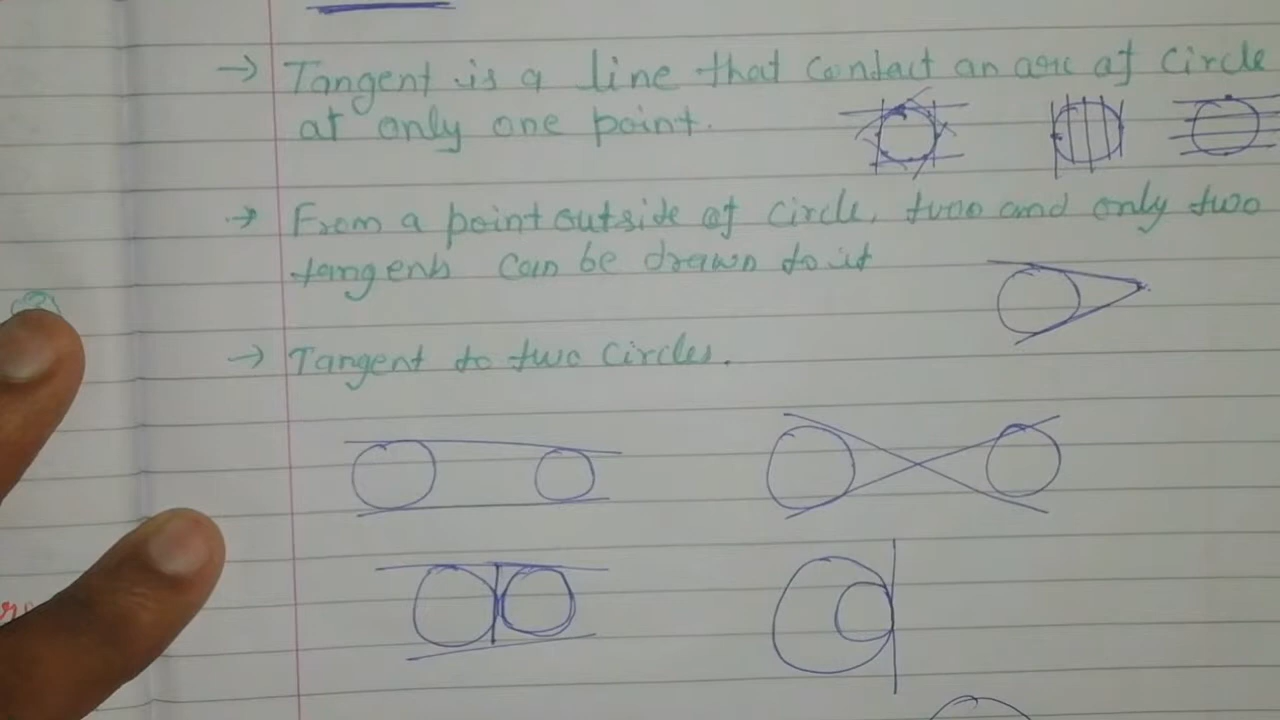 → Tangent is a line that contact an arc of circle
at only one point.
→ From a point outside of circle, two and only two
tangents can be drawn to it
→ Tangent to two circles.